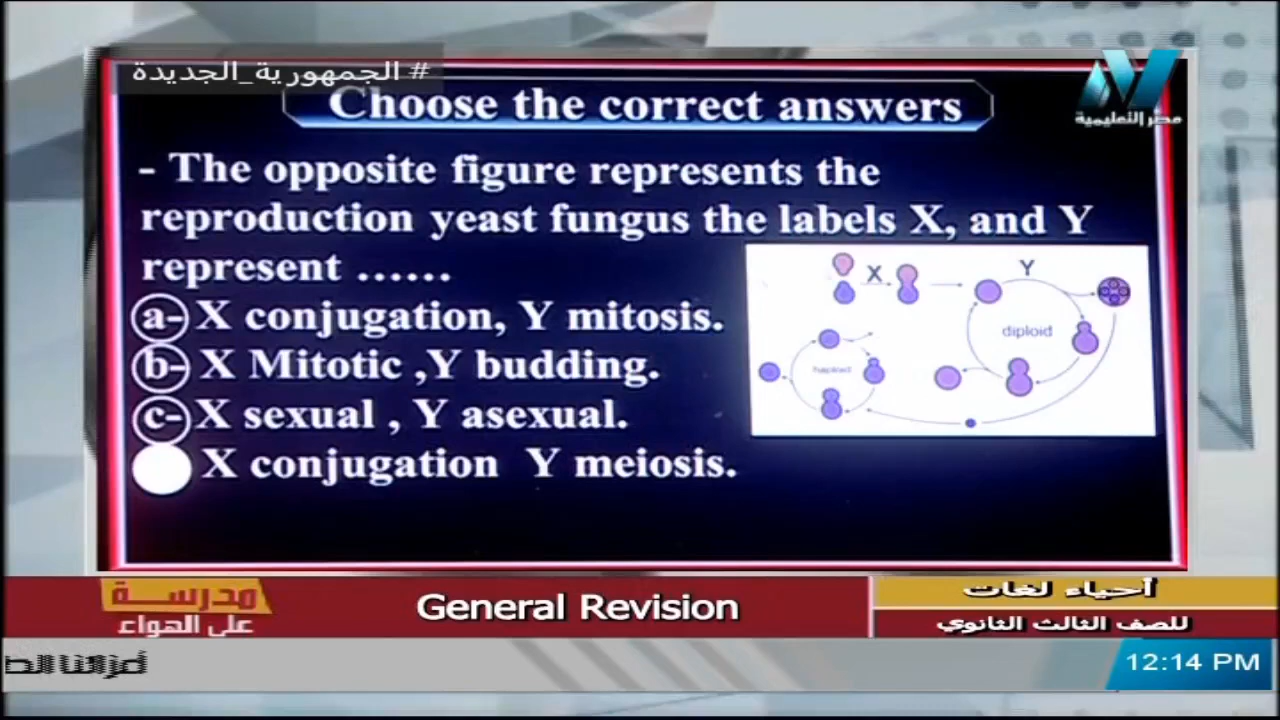 # الجمهورية_الجديدة
مصر التعليمية
Choose the correct answers
- The opposite figure represents the
reproduction yeast fungus the labels X, and Y
represent ......
a- X conjugation, Y mitosis.
b- X Mitotic ,Y budding.
c- X sexual , Y asexual.
X conjugation Y meiosis.
X
Y
diploid
haploid
مدرسة
على الهواء
General Revision
أحياء لغات
للصف الثالث الثانوي
12:14 PM